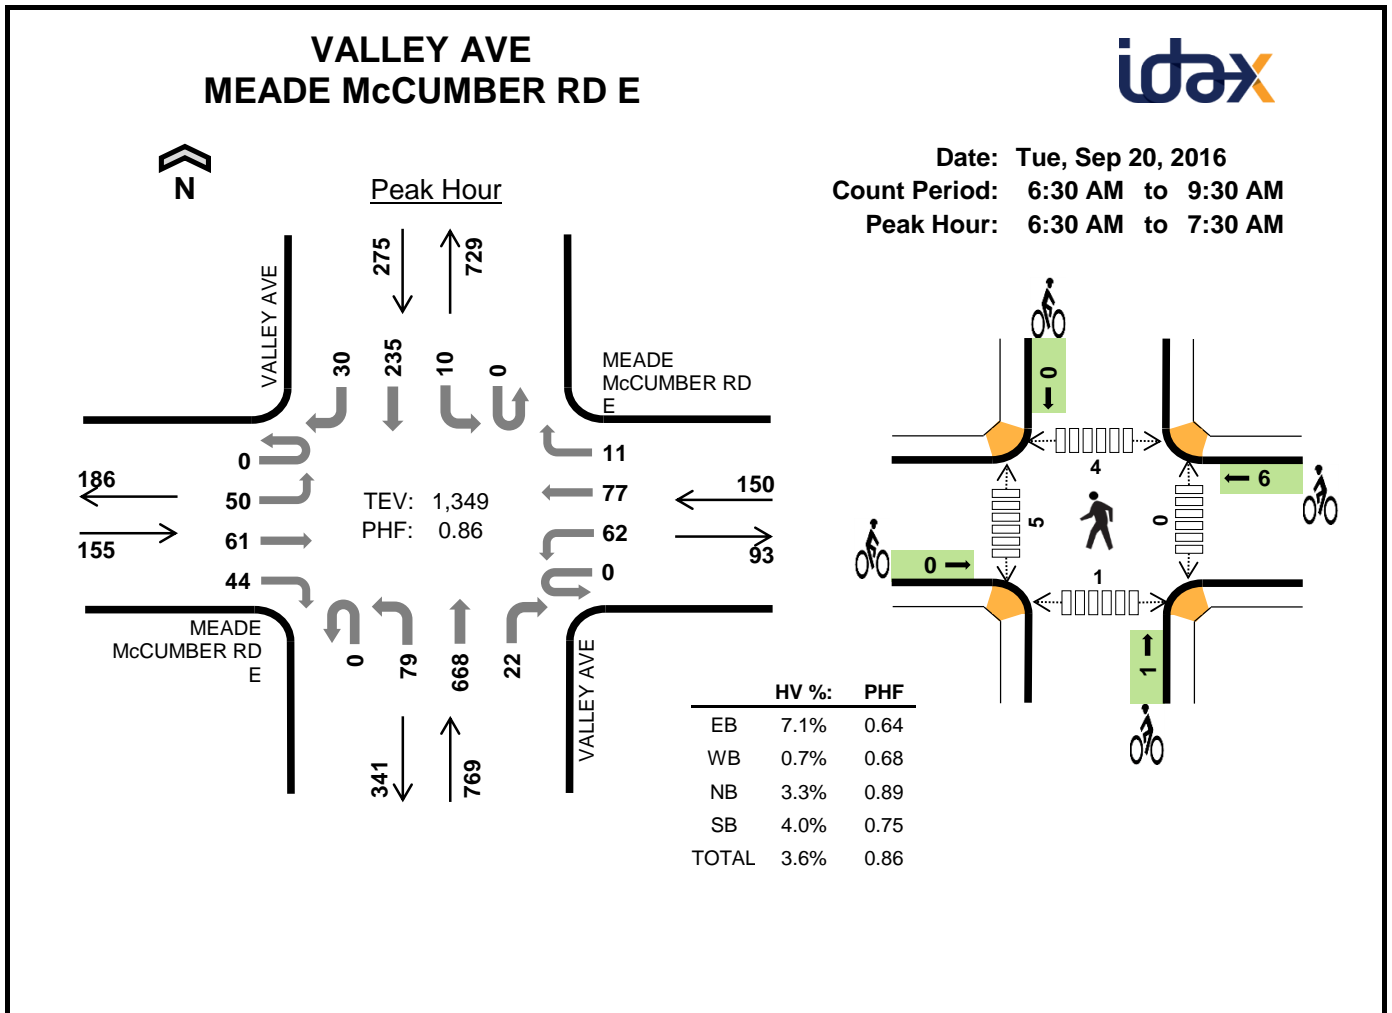 VALLEY AVE
MEADE McCUMBER RD E
idax
Date: Tue, Sep 20, 2016
Count Period: 6:30 AM to 9:30 AM
Peak Hour: 6:30 AM to 7:30 AM
N
Peak Hour
275
729
VALLEY AVE
30
235
10
0
MEADE
McCUMBER RD
E
0
50
61
44
186
155
TEV: 1,349
PHF: 0.86
11
77
62
0
150
93
MEADE
McCUMBER RD
E
0
79
668
22
VALLEY AVE
341
769
0
4
6
5
0
0
1
1
HV %: PHF
EB 7.1% 0.64
WB 0.7% 0.68
NB 3.3% 0.89
SB 4.0% 0.75
TOTAL 3.6% 0.86